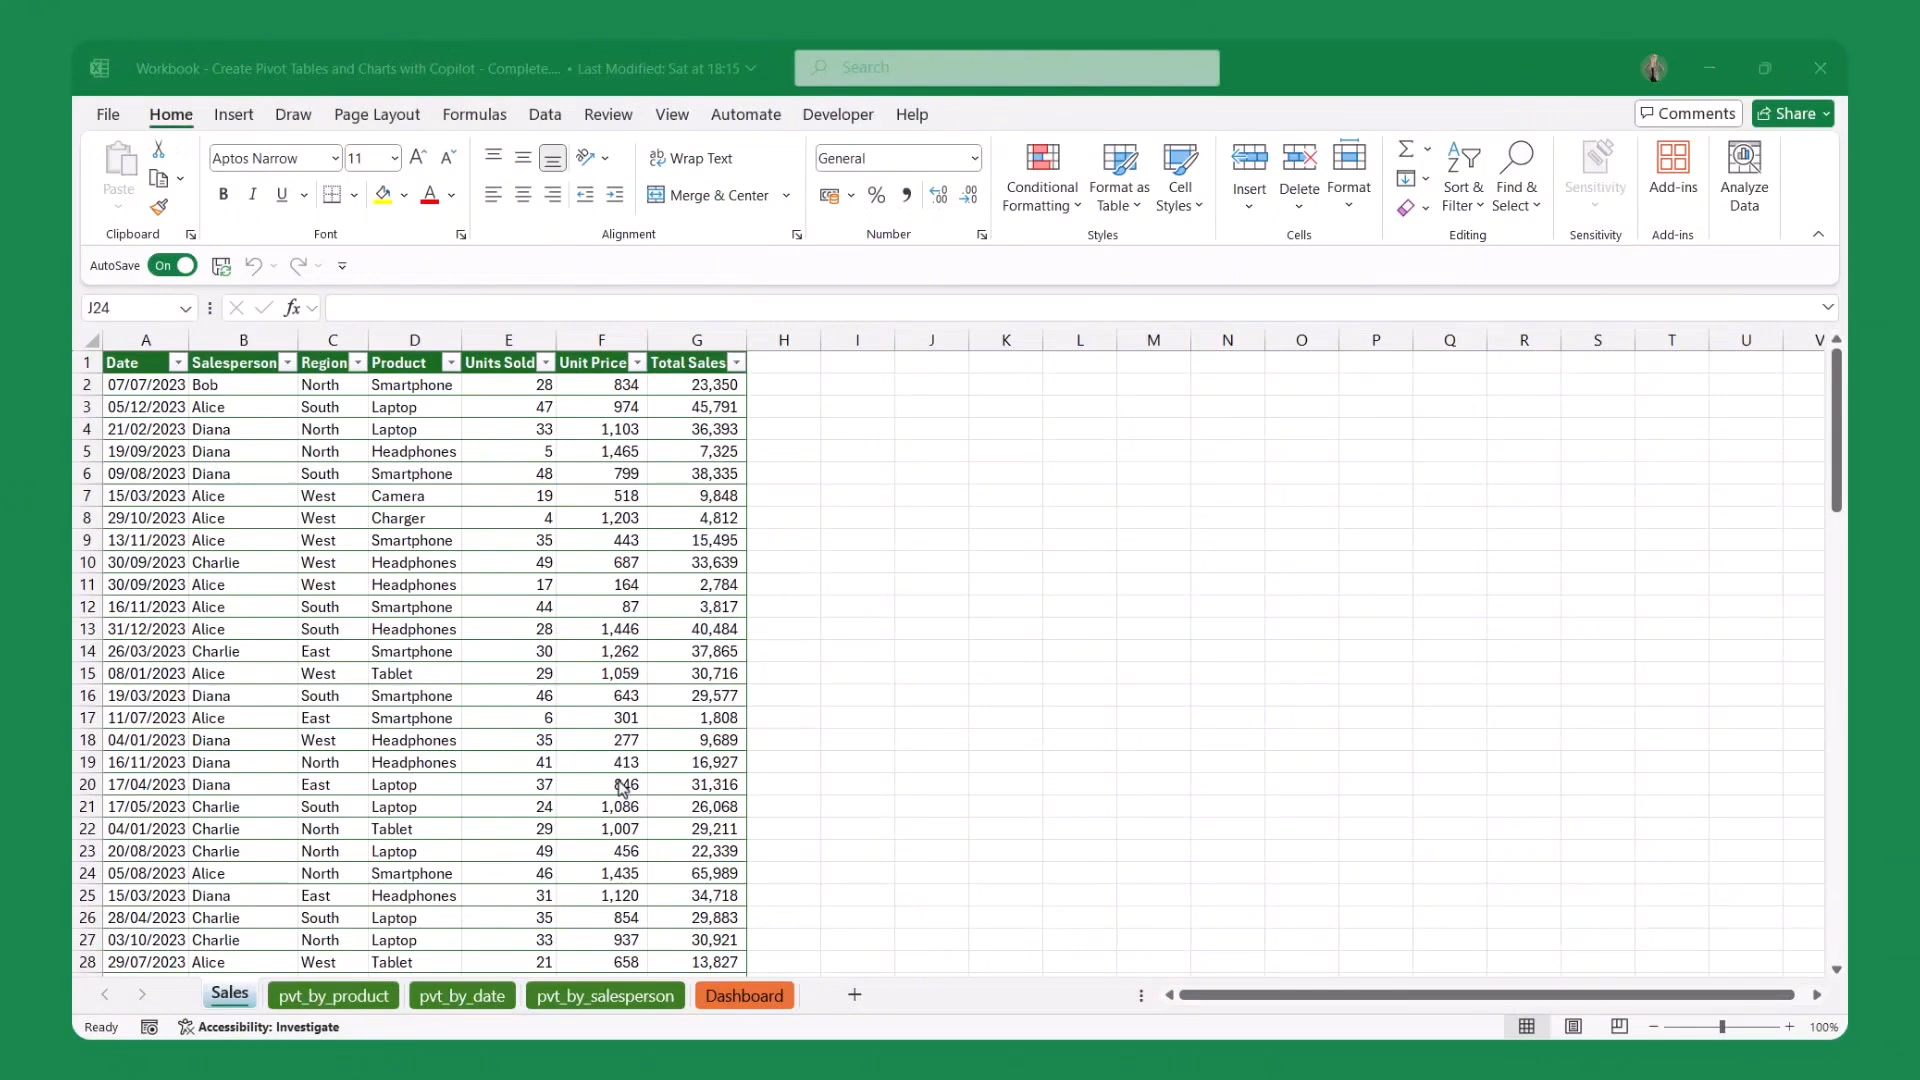 Workbook - Create Pivot Tables and Charts with Copilot - Complete.... • Last Modified: Sat at 18:15
Search
File Home Insert Draw Page Layout Formulas Data Review View Automate Developer Help
Comments Share
Paste
Aptos Narrow 11
B I U
Wrap Text
Merge & Center
General
Conditional Formatting
Format as Table
Cell Styles
Insert
Delete
Format
Sort & Filter
Find & Select
Sensitivity
Add-ins
Analyze Data
Clipboard Font Alignment Number Styles Cells Editing Sensitivity Add-ins
AutoSave On
J24 fx
A B C D E F G H I J K L M N O P Q R S T U V
1 Date Salesperson Region Product Units Sold Unit Price Total Sales
2 07/07/2023 Bob North Smartphone 28 834 23,350
3 05/12/2023 Alice South Laptop 47 974 45,791
4 21/02/2023 Diana North Laptop 33 1,103 36,393
5 19/09/2023 Diana North Headphones 5 1,465 7,325
6 09/08/2023 Diana South Smartphone 48 799 38,335
7 15/03/2023 Alice West Camera 19 518 9,848
8 29/10/2023 Alice West Charger 4 1,203 4,812
9 13/11/2023 Alice West Smartphone 35 443 15,495
10 30/09/2023 Charlie West Headphones 49 687 33,639
11 30/09/2023 Alice West Headphones 17 164 2,784
12 16/11/2023 Alice South Smartphone 44 87 3,817
13 31/12/2023 Alice South Headphones 28 1,446 40,484
14 26/03/2023 Charlie East Smartphone 30 1,262 37,865
15 08/01/2023 Alice West Tablet 29 1,059 30,716
16 19/03/2023 Diana South Smartphone 46 643 29,577
17 11/07/2023 Alice East Smartphone 6 301 1,808
18 04/01/2023 Diana West Headphones 35 277 9,689
19 16/11/2023 Diana North Headphones 41 413 16,927
20 17/04/2023 Diana East Laptop 37 846 31,316
21 17/05/2023 Charlie South Laptop 24 1,086 26,068
22 04/01/2023 Charlie North Tablet 29 1,007 29,211
23 20/08/2023 Charlie North Laptop 49 456 22,339
24 05/08/2023 Alice North Smartphone 46 1,435 65,989
25 15/03/2023 Diana East Headphones 31 1,120 34,718
26 28/04/2023 Charlie South Laptop 35 854 29,883
27 03/10/2023 Charlie North Laptop 33 937 30,921
28 29/07/2023 Alice West Tablet 21 658 13,827
Sales pvt_by_product pvt_by_date pvt_by_salesperson Dashboard
Ready Accessibility: Investigate 100%